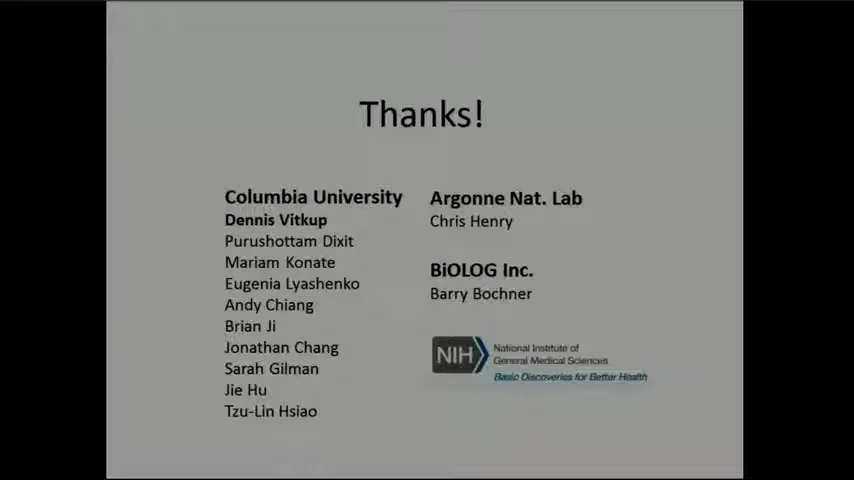 Thanks!
Columbia University
Dennis Vitkup
Purushottam Dixit
Mariam Konate
Eugenia Lyashenko
Andy Chiang
Brian Ji
Jonathan Chang
Sarah Gilman
Jie Hu
Tzu-Lin Hsiao
Argonne Nat. Lab
Chris Henry
BiOLOG Inc.
Barry Bochner
NIH
National Institute of
General Medical Sciences
Basic Discoveries for Better Health